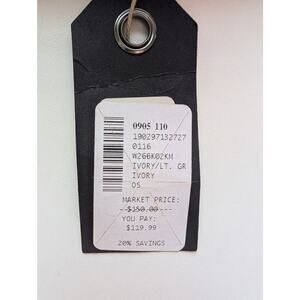 0905 110
190297132727
0116
W266K02KM
IVORY/LT. GR
IVORY
OS
MARKET PRICE:
$150.00
YOU PAY:
$119.99
20% SAVINGS